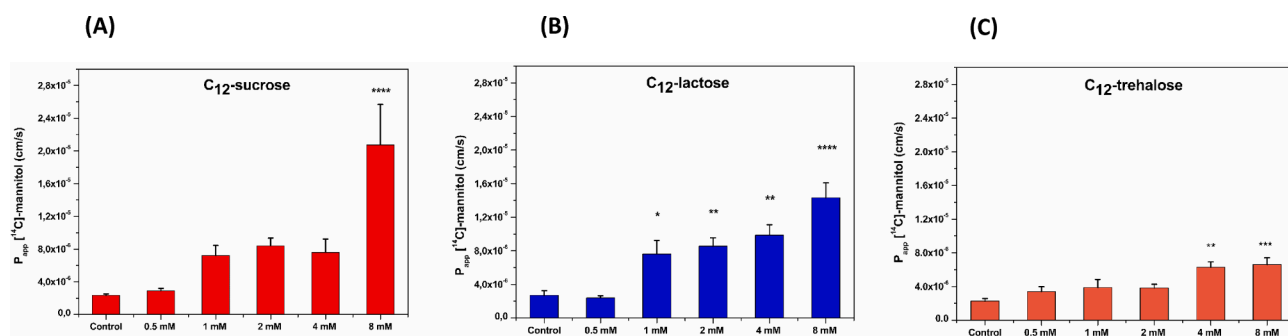 (A)
C12-sucrose
****
2,8x10⁻⁵
2,4x10⁻⁵
2,0x10⁻⁵
1,6x10⁻⁵
1,2x10⁻⁵
8,0x10⁻⁶
4,0x10⁻⁶
0,0
Papp [¹⁴C]-mannitol (cm/s)
Control 0.5 mM 1 mM 2 mM 4 mM 8 mM
(B)
C12-lactose
* ** ** ****
2,8x10⁻⁵
2,4x10⁻⁵
2,0x10⁻⁵
1,6x10⁻⁵
1,2x10⁻⁵
8,0x10⁻⁶
4,0x10⁻⁶
0,0
Papp [¹⁴C]-mannitol (cm/s)
Control 0.5 mM 1 mM 2 mM 4 mM 8 mM
(C)
C12-trehalose
** ***
2,8x10⁻⁵
2,4x10⁻⁵
2,0x10⁻⁵
1,6x10⁻⁵
1,2x10⁻⁵
8,0x10⁻⁶
4,0x10⁻⁶
0,0
Papp [¹⁴C]-mannitol (cm/s)
Control 0.5 mM 1 mM 2 mM 4 mM 8 mM